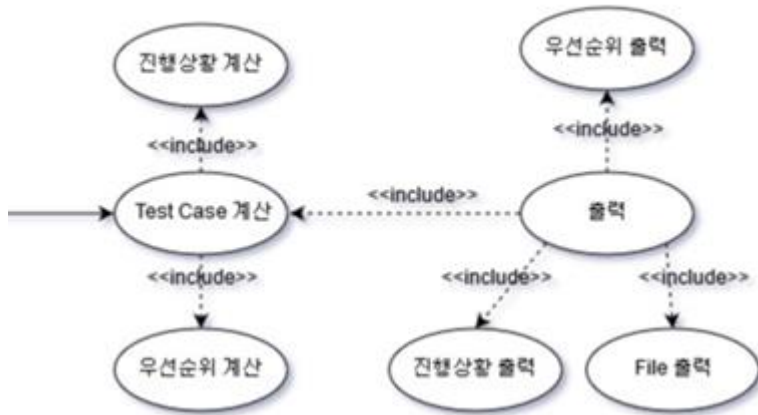 우선순위 출력
진행상황 계산
<<include>>
<<include>>
<<include>>
Test Case 계산
출력
<<include>>
<<include>>
<<include>>
우선순위 계산
진행상황 출력
File 출력